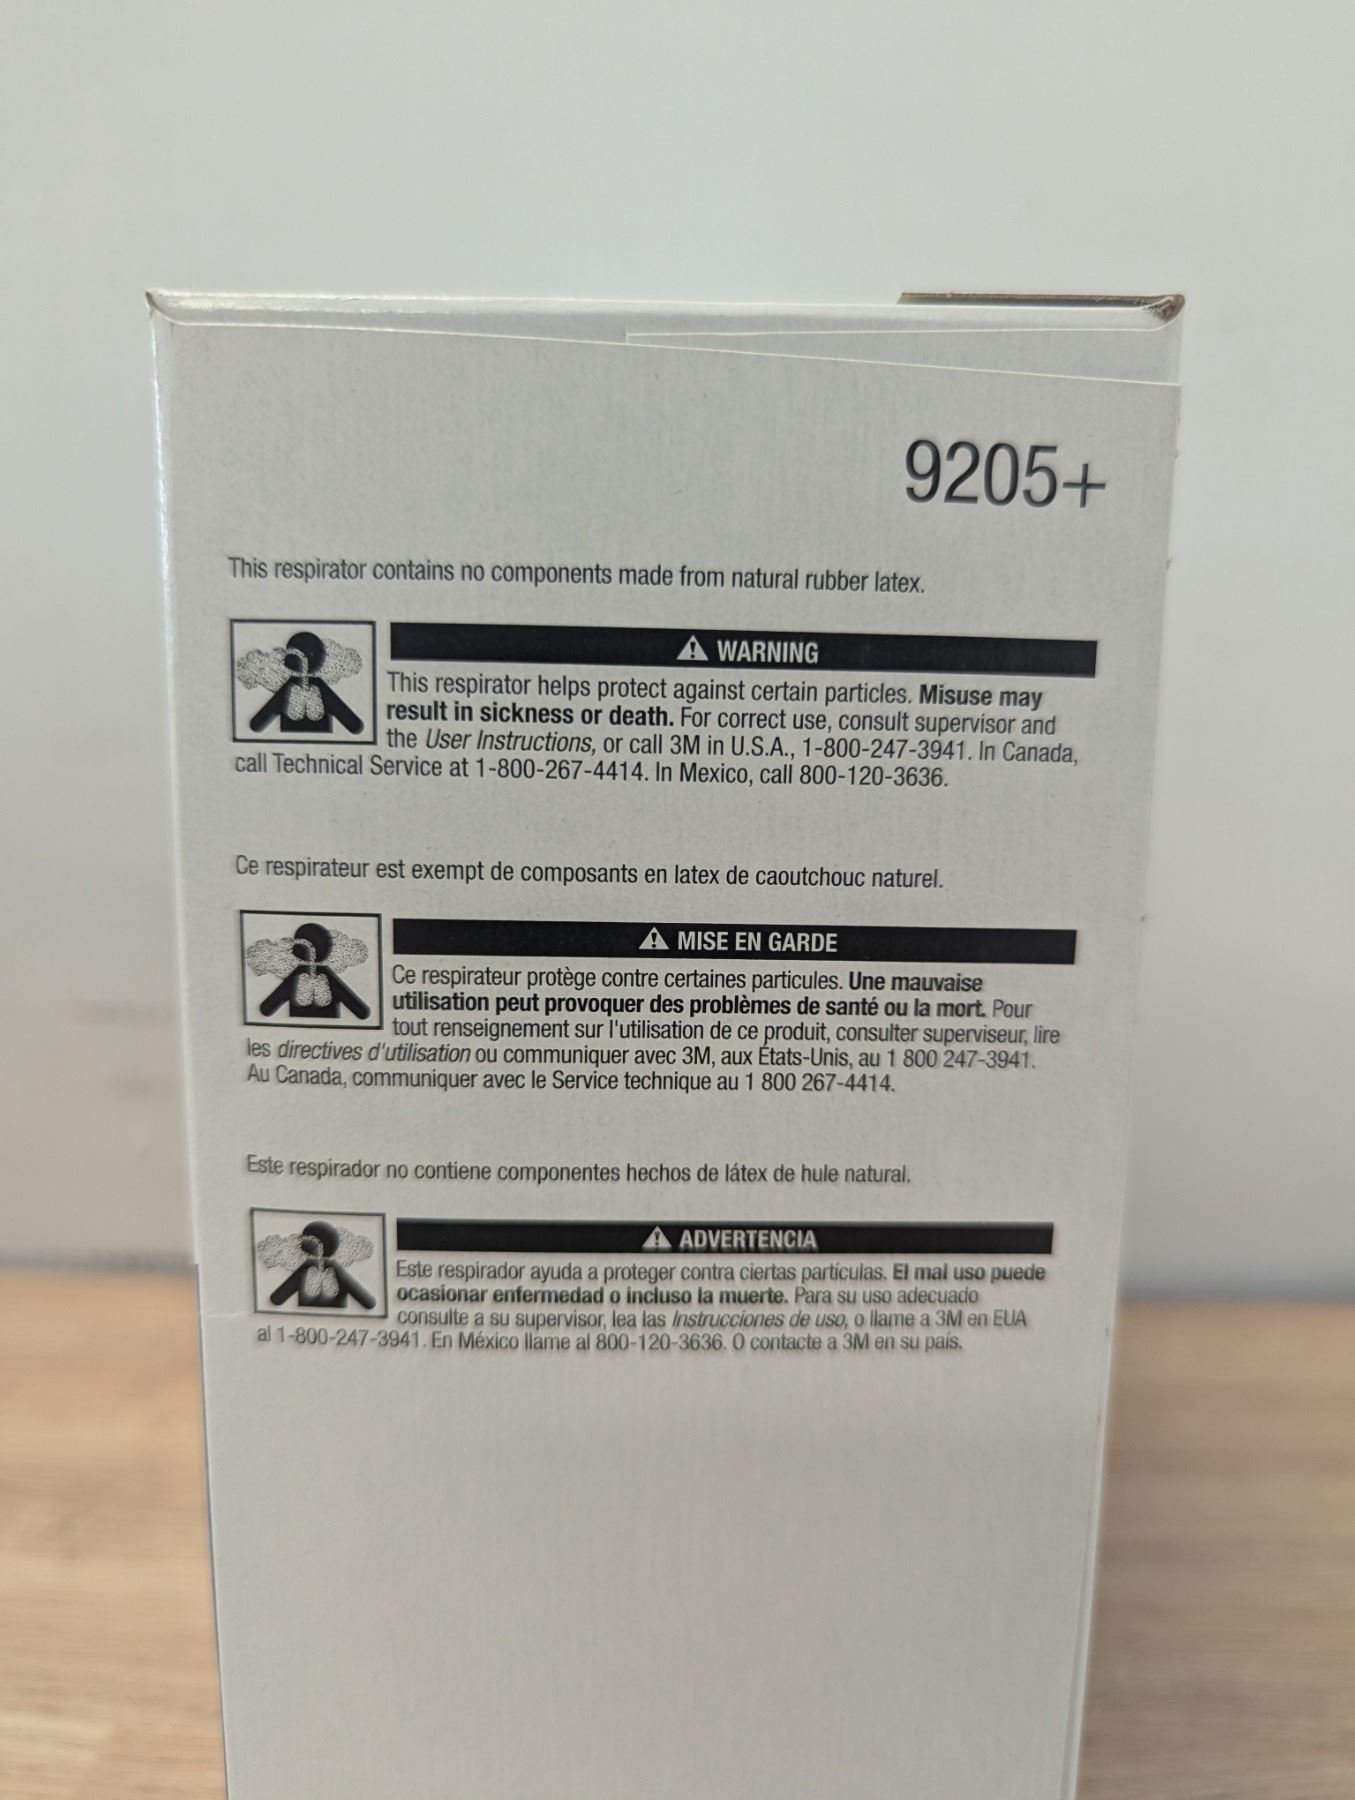 9205+
This respirator contains no components made from natural rubber latex.
⚠ WARNING
This respirator helps protect against certain particles. Misuse may
result in sickness or death. For correct use, consult supervisor and
the User Instructions, or call 3M in U.S.A., 1-800-247-3941. In Canada,
call Technical Service at 1-800-267-4414. In Mexico, call 800-120-3636.
Ce respirateur est exempt de composants en latex de caoutchouc naturel.
⚠ MISE EN GARDE
Ce respirateur protège contre certaines particules. Une mauvaise
utilisation peut provoquer des problèmes de santé ou la mort. Pour
tout renseignement sur l'utilisation de ce produit, consulter superviseur, lire
les directives d'utilisation ou communiquer avec 3M, aux États-Unis, au 1 800 247-3941.
Au Canada, communiquer avec le Service technique au 1 800 267-4414.
Este respirador no contiene componentes hechos de látex de hule natural.
⚠ ADVERTENCIA
Este respirador ayuda a proteger contra ciertas partículas. El mal uso puede
ocasionar enfermedad o incluso la muerte. Para su uso adecuado
consulte a su supervisor, lea las Instrucciones de uso, o llame a 3M en EUA
al 1-800-247-3941. En México llame al 800-120-3636. O contacte a 3M en su país.